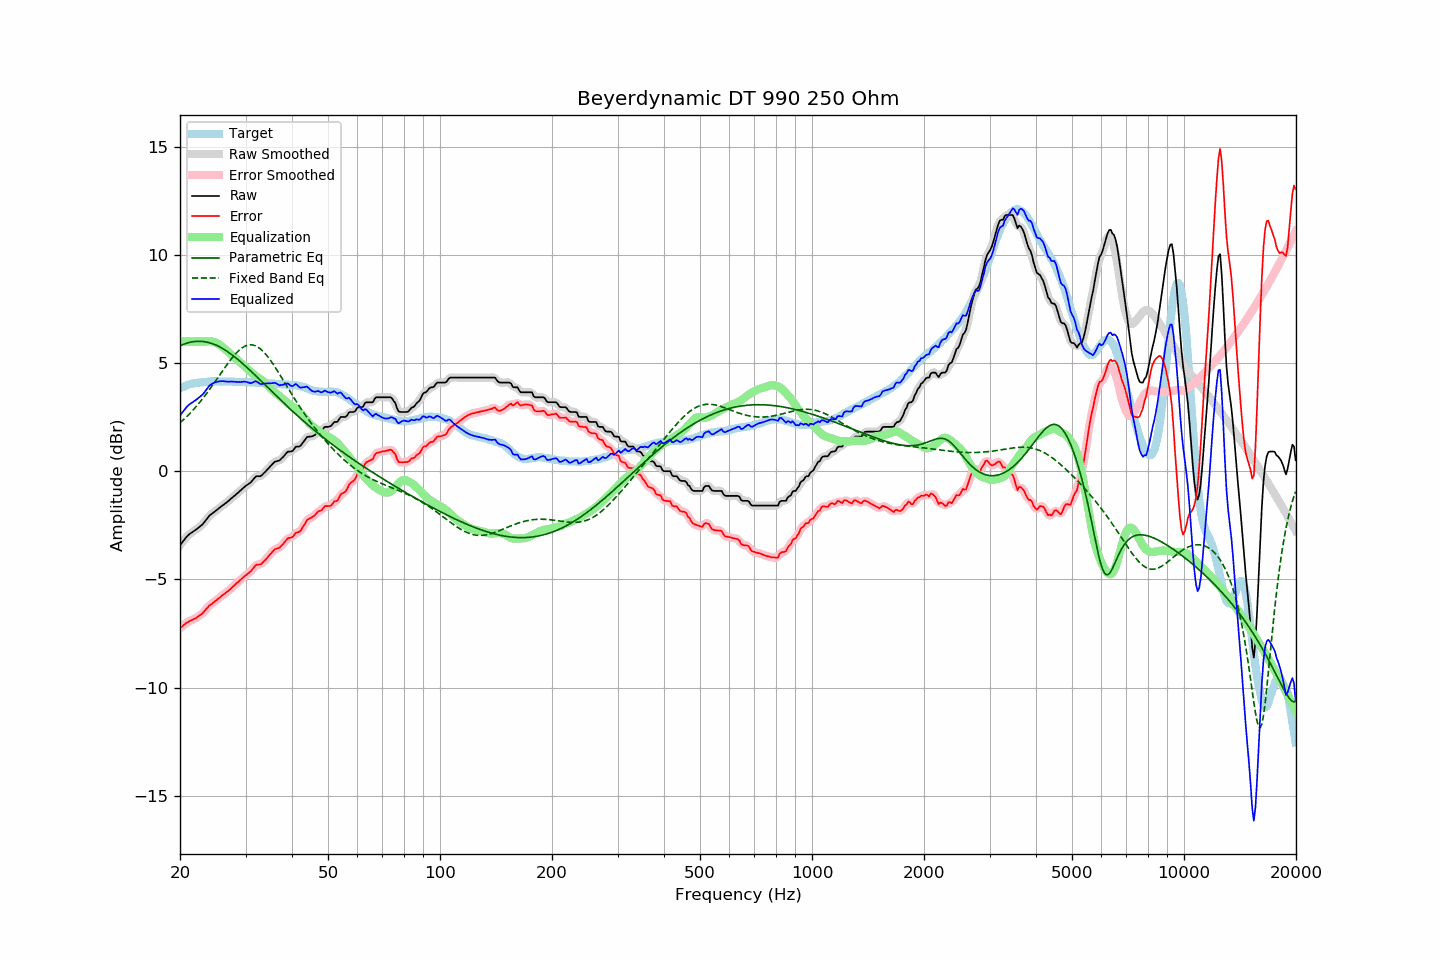 Beyerdynamic DT 990 250 Ohm
Target
Raw Smoothed
Error Smoothed
Raw
Error
Equalization
Parametric Eq
Fixed Band Eq
Equalized
Amplitude (dBr)
15
10
5
0
−5
−10
−15
20 50 100 200 500 1000 2000 5000 10000 20000
Frequency (Hz)